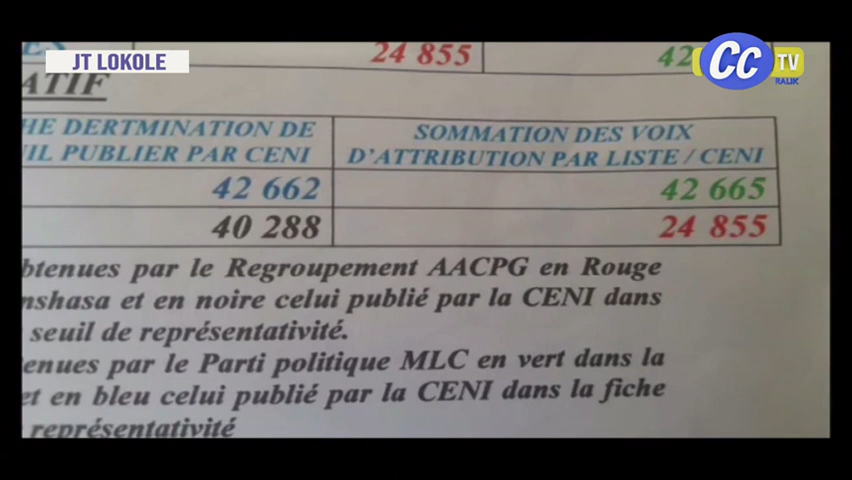 JT LOKOLE
CC TV
RALIK
ES 24 855 42
ATIF
HE DERTMINATION DE
IL PUBLIER PAR CENI
SOMMATION DES VOIX
D'ATTRIBUTION PAR LISTE / CENI
42 662 42 665
40 288 24 855
btenues par le Regroupement AACPG en Rouge
nshasa et en noire celui publié par la CENI dans
seuil de représentativité.
enues par le Parti politique MLC en vert dans la
et en bleu celui publié par la CENI dans la fiche
représentativité